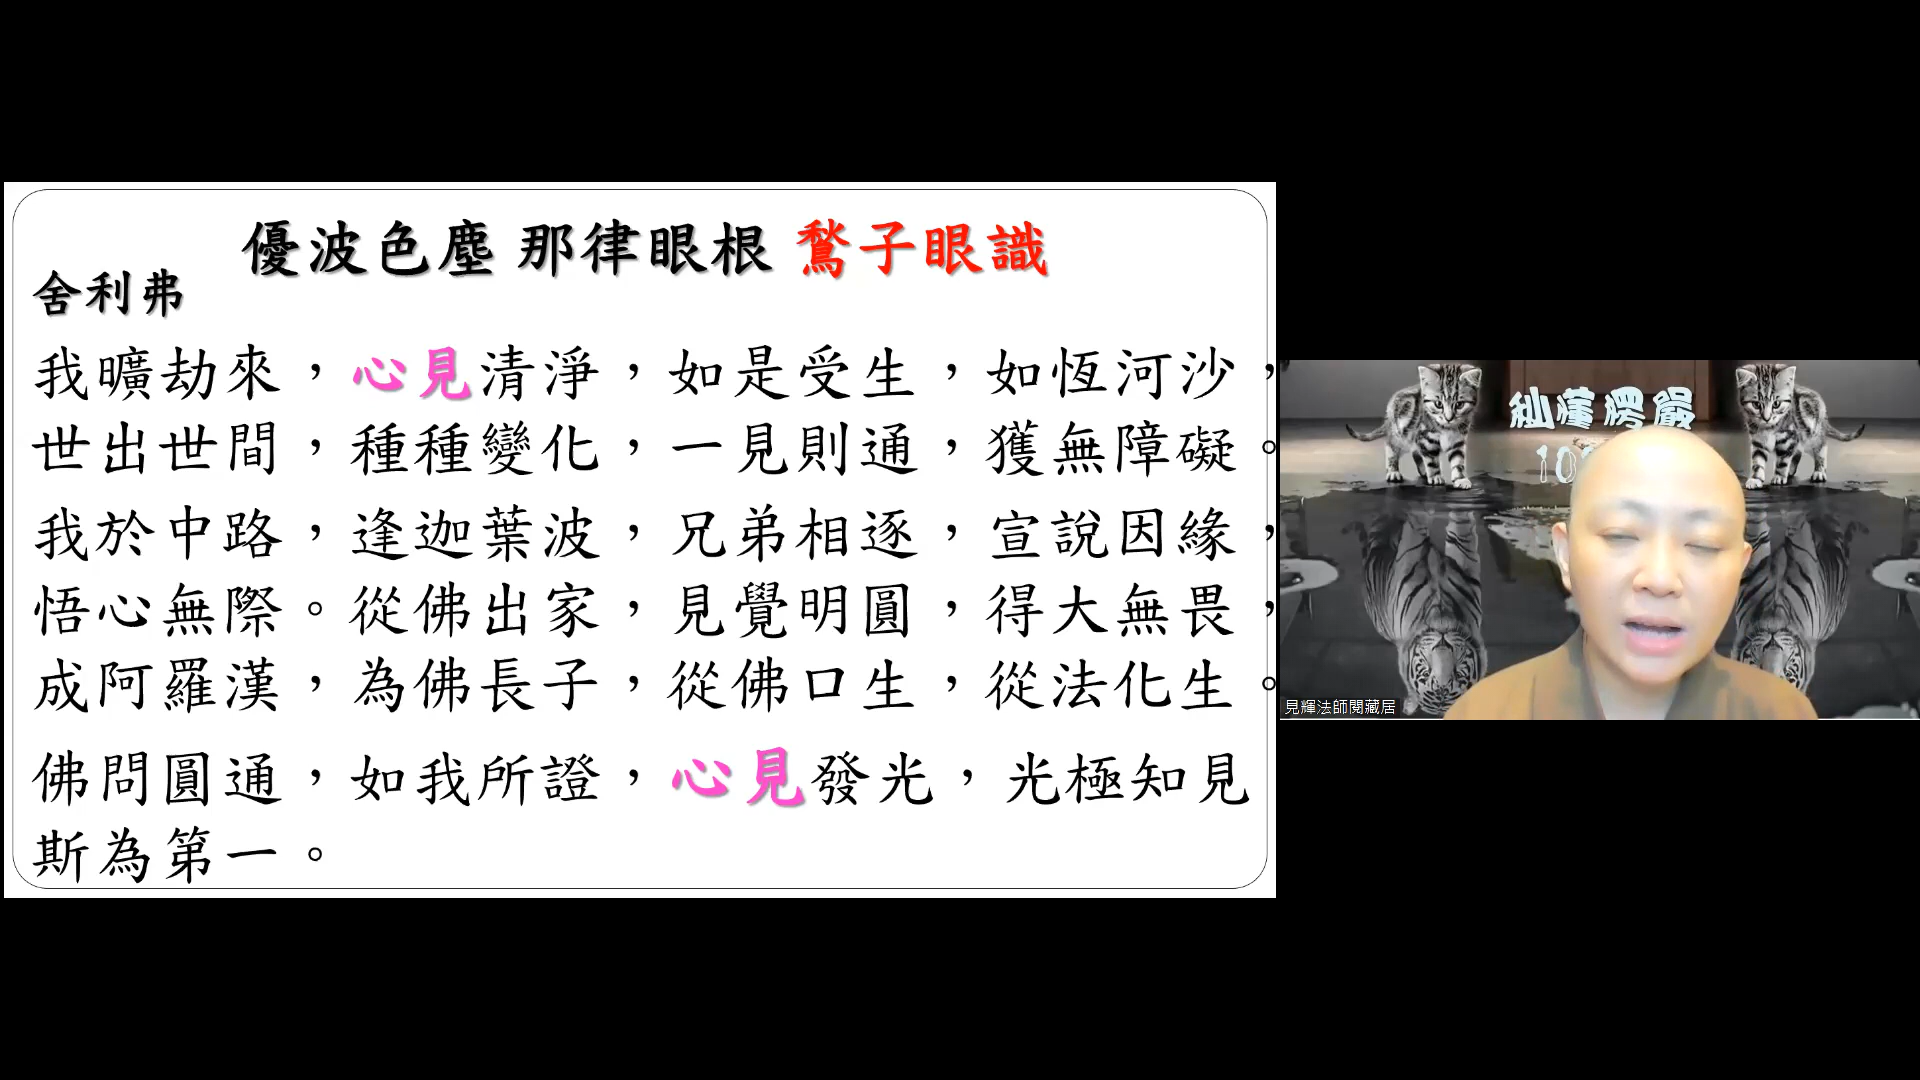 優波色塵 那律眼根 鶖子眼識
舍利弗
我曠劫來，心見清淨，如是受生，如恆河沙，
世出世間，種種變化，一見則通，獲無障礙。
我於中路，逢迦葉波，兄弟相逐，宣說因緣，
悟心無際。從佛出家，見覺明圓，得大無畏，
成阿羅漢，為佛長子，從佛口生，從法化生。
佛問圓通，如我所證，心見發光，光極知見
斯為第一。
秒懂楞嚴
見輝法師閱藏居